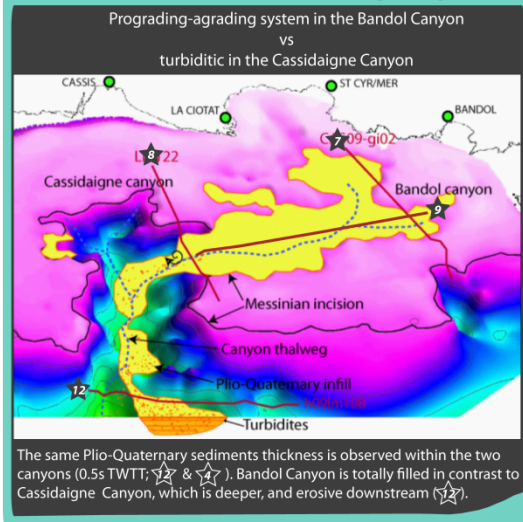 Prograding-agrading system in the Bandol Canyon
vs
turbiditic in the Cassidaigne Canyon
CASSIS
ST CYR/MER
LA CIOTAT
BANDOL
7
09-gi02
8
22
Cassidaigne canyon
Bandol canyon
9
Messinian incision
Canyon thalweg
Plio-Quaternary infill
12
Turbidites
The same Plio-Quaternary sediments thickness is observed within the two
canyons (0.5s TWTT; 12 & 4 ). Bandol Canyon is totally filled in contrast to
Cassidaigne Canyon, which is deeper, and erosive downstream (12).